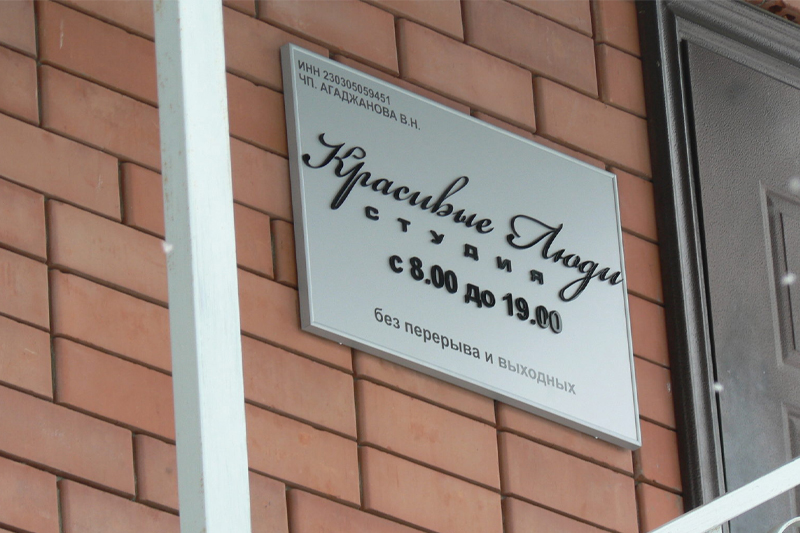 ИНН 230305059451
ЧП. АГАДЖАНОВА В.Н.
Красивые Люди
студия
с 8.00 до 19.00
без перерыва и выходных